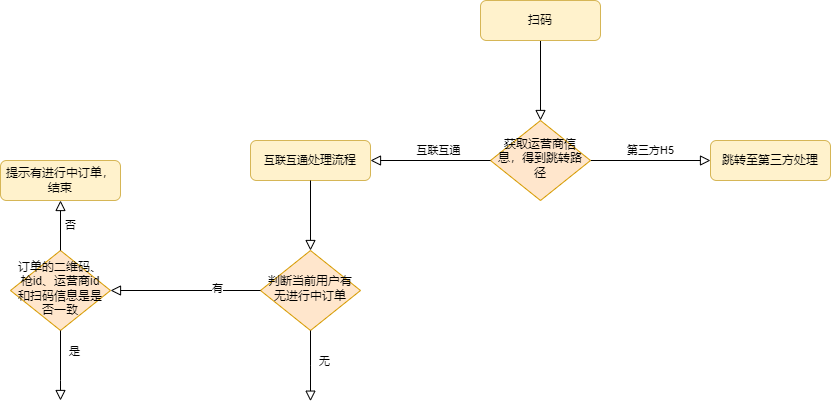 扫码
获取运营商信
息，得到跳转路
径
互联互通
第三方H5
互联互通处理流程
跳转至第三方处理
提示有进行中订单，
结束
否
订单的二维码、
枪id、运营商id
和扫码信息是是
否一致
有
判断当前用户有
无进行中订单
是
无